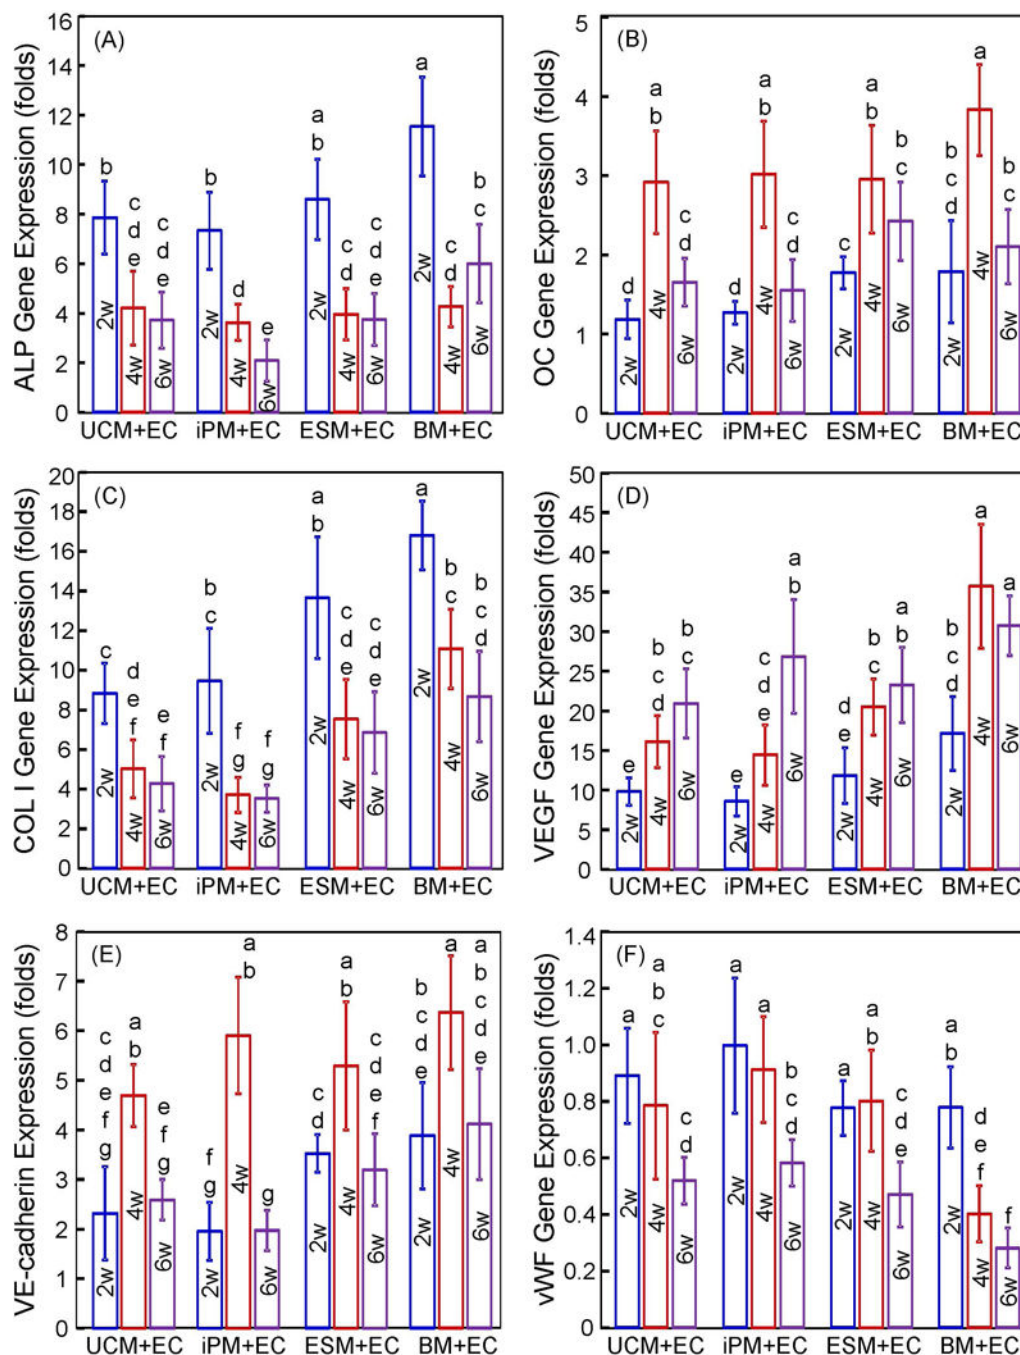 (A)
ALP Gene Expression (folds)
16
14
12
10
8
6
4
2
0
b
c
d
e
c
d
e
b
d
e
a
b
c
d
c
d
e
a
c
d
b
c
2w
4w
6w
2w
4w
6w
2w
4w
6w
2w
4w
6w
UCM+EC iPM+EC ESM+EC BM+EC
(B)
OC Gene Expression (folds)
5
4
3
2
1
0
d
a
b
c
d
d
a
b
c
d
c
a
b
b
c
b
c
d
a
b
c
2w
4w
6w
2w
4w
6w
2w
4w
6w
2w
4w
6w
UCM+EC iPM+EC ESM+EC BM+EC
(C)
COL I Gene Expression (folds)
20
18
16
14
12
10
8
6
4
2
0
c
d
e
f
e
f
b
c
f
g
f
g
a
b
c
d
e
c
d
e
a
b
c
b
c
d
2w
4w
6w
2w
4w
6w
2w
4w
6w
2w
4w
6w
UCM+EC iPM+EC ESM+EC BM+EC
(D)
VEGF Gene Expression (folds)
50
45
40
35
30
25
20
15
10
5
0
e
b
c
d
b
c
e
c
d
e
a
b
d
e
b
c
a
b
b
c
d
a
a
2w
4w
6w
2w
4w
6w
2w
4w
6w
2w
4w
6w
UCM+EC iPM+EC ESM+EC BM+EC
(E)
VE-cadherin Expression (folds)
8
7
6
5
4
3
2
1
0
c
d
e
f
g
a
b
e
f
g
f
g
a
b
g
c
d
a
b
c
d
e
f
b
c
d
e
a
a
b
c
d
e
2w
4w
6w
2w
4w
6w
2w
4w
6w
2w
4w
6w
UCM+EC iPM+EC ESM+EC BM+EC
(F)
vWF Gene Expression (folds)
1.4
1.2
1.0
0.8
0.6
0.4
0.2
0
a
a
b
c
c
d
a
a
b
c
d
a
a
b
c
d
e
a
b
d
e
f
f
2w
4w
6w
2w
4w
6w
2w
4w
6w
2w
4w
6w
UCM+EC iPM+EC ESM+EC BM+EC